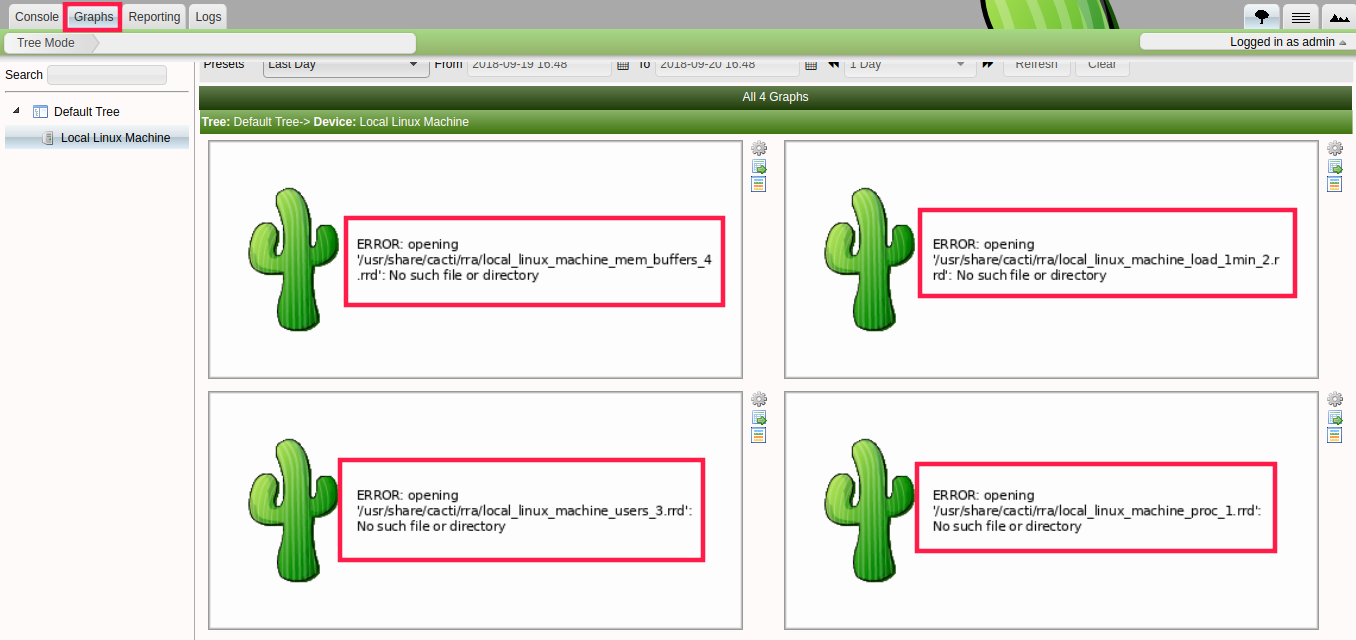 Console Graphs Reporting Logs
Tree Mode
Logged in as admin
Search
Presets Last Day From 2018-09-19 16:48 To 2018-09-20 16:48 1 Day Refresh Clear
Default Tree
Local Linux Machine
All 4 Graphs
Tree: Default Tree-> Device: Local Linux Machine
ERROR: opening
'/usr/share/cacti/rra/local_linux_machine_mem_buffers_4
.rrd': No such file or directory
ERROR: opening
'/usr/share/cacti/rra/local_linux_machine_load_1min_2.r
rd': No such file or directory
ERROR: opening
'/usr/share/cacti/rra/local_linux_machine_users_3.rrd':
No such file or directory
ERROR: opening
'/usr/share/cacti/rra/local_linux_machine_proc_1.rrd':
No such file or directory